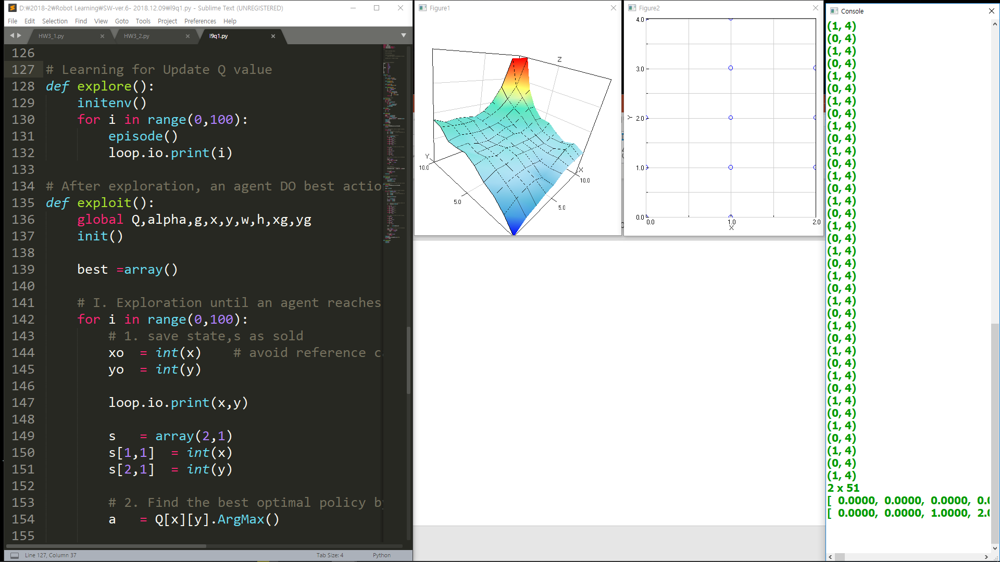 D:￦2018-2￦Robot Learning￦SW-ver.6- 2018.12.09￦l9q1.py - Sublime Text (UNREGISTERED)
File Edit Selection Find View Goto Tools Project Preferences Help
HW3_1.py × HW3_2.py × l9q1.py ×
126
127 # Learning for Update Q value
128 def explore():
129 initenv()
130 for i in range(0,100):
131 episode()
132 loop.io.print(i)
133
134 # After exploration, an agent DO best actio
135 def exploit():
136 global Q,alpha,g,x,y,w,h,xg,yg
137 init()
138
139 best =array()
140
141 # I. Exploration until an agent reaches
142 for i in range(0,100):
143 # 1. save state,s as sold
144 xo = int(x) # avoid reference ca
145 yo = int(y)
146
147 loop.io.print(x,y)
148
149 s = array(2,1)
150 s[1,1] = int(x)
151 s[2,1] = int(y)
152
153 # 2. Find the best optimal policy by
154 a = Q[x][y].ArgMax()
155
Line 127, Column 37 Tab Size: 4 Python
Figure1
Z
Y
10.0
X
10.0
5.0
5.0
Figure2
4.0
3.0
Y 2.0
1.0
0.0
0.0 1.0 2.0
X
Console
(1, 4)
(0, 4)
(1, 4)
(0, 4)
(1, 4)
(0, 4)
(1, 4)
(0, 4)
(1, 4)
(0, 4)
(1, 4)
(0, 4)
(1, 4)
(0, 4)
(1, 4)
(0, 4)
(1, 4)
(0, 4)
(1, 4)
(0, 4)
(1, 4)
(0, 4)
(1, 4)
(0, 4)
(1, 4)
(0, 4)
(1, 4)
(0, 4)
(1, 4)
(0, 4)
(1, 4)
(0, 4)
(1, 4)
(0, 4)
(1, 4)
(0, 4)
(1, 4)
2 x 51
[ 0.0000, 0.0000, 0.0000, 0.0
[ 0.0000, 0.0000, 1.0000, 2.0